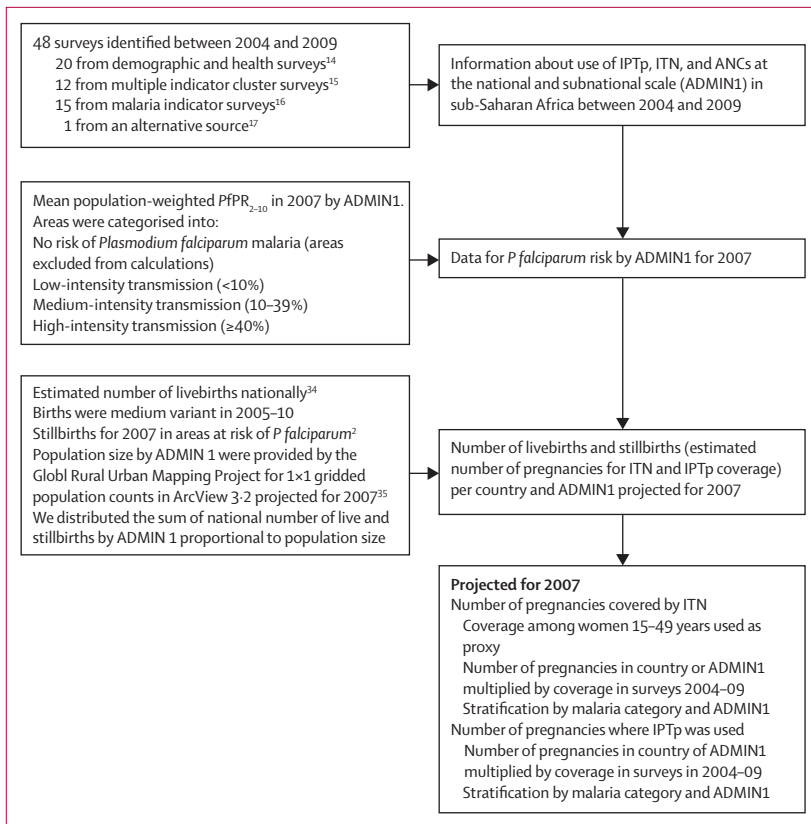 48 surveys identified between 2004 and 2009
20 from demographic and health surveys¹⁴
12 from multiple indicator cluster surveys¹⁵
15 from malaria indicator surveys¹⁶
1 from an alternative source¹⁷
Information about use of IPTp, ITN, and ANCs at
the national and subnational scale (ADMIN1) in
sub-Saharan Africa between 2004 and 2009
Mean population-weighted PfPR₂₋₁₀ in 2007 by ADMIN1.
Areas were categorised into:
No risk of Plasmodium falciparum malaria (areas
excluded from calculations)
Low-intensity transmission (<10%)
Medium-intensity transmission (10–39%)
High-intensity transmission (≥40%)
Data for P falciparum risk by ADMIN1 for 2007
Estimated number of livebirths nationally³⁴
Births were medium variant in 2005–10
Stillbirths for 2007 in areas at risk of P falciparum²
Population size by ADMIN 1 were provided by the
Globl Rural Urban Mapping Project for 1×1 gridded
population counts in ArcView 3·2 projected for 2007³⁵
We distributed the sum of national number of live and
stillbirths by ADMIN 1 proportional to population size
Number of livebirths and stillbirths (estimated
number of pregnancies for ITN and IPTp coverage)
per country and ADMIN1 projected for 2007
Projected for 2007
Number of pregnancies covered by ITN
Coverage among women 15–49 years used as
proxy
Number of pregnancies in country or ADMIN1
multiplied by coverage in surveys 2004–09
Stratification by malaria category and ADMIN1
Number of pregnancies where IPTp was used
Number of pregnancies in country of ADMIN1
multiplied by coverage in surveys in 2004–09
Stratification by malaria category and ADMIN1